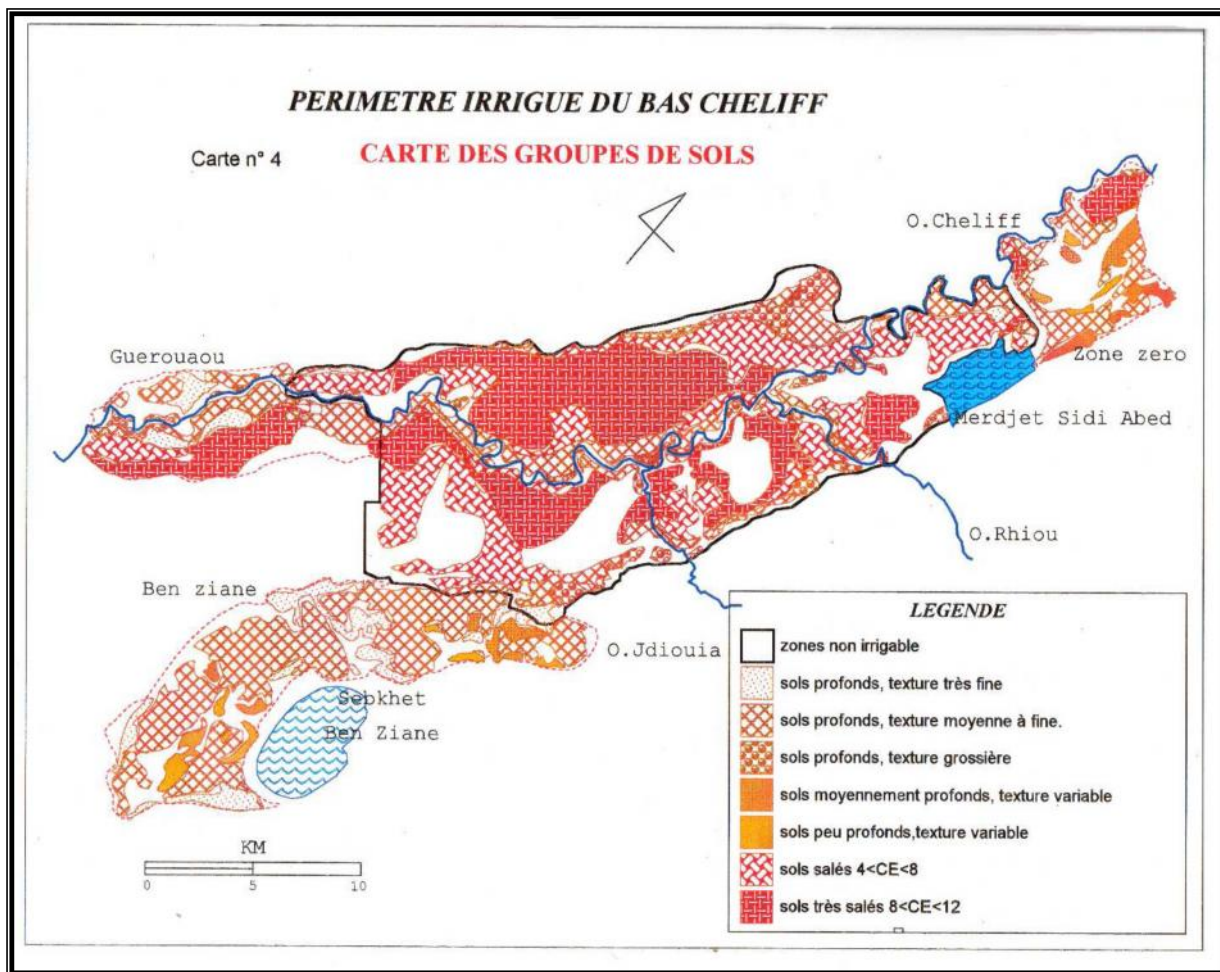 PERIMETRE IRRIGUE DU BAS CHELIFF
Carte n° 4
CARTE DES GROUPES DE SOLS
O.Cheliff
Guerouaou
Zone zero
Merdjet Sidi Abed
O.Rhiou
Ben ziane
O.Jdiouia
Sebkhet
Ben Ziane
KM
0 5 10
LEGENDE
zones non irrigable
sols profonds, texture très fine
sols profonds, texture moyenne à fine.
sols profonds, texture grossière
sols moyennement profonds, texture variable
sols peu profonds,texture variable
sols salés 4<CE<8
sols très salés 8<CE<12